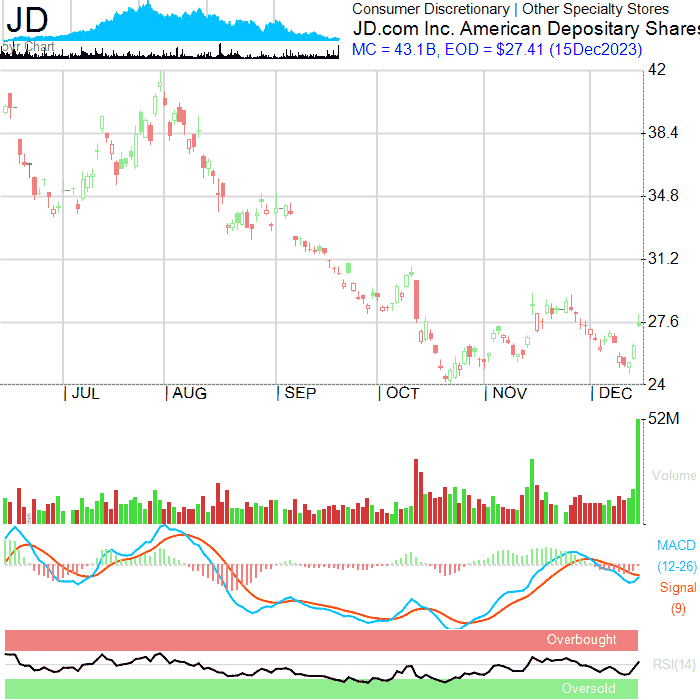 JD
Consumer Discretionary | Other Specialty Stores
JD.com Inc. American Depositary Shares
MC = 43.1B, EOD = $27.41 (15Dec2023)
Chart
42
38.4
34.8
31.2
27.6
24
| JUL | AUG | SEP | OCT | NOV | DEC
52M
Volume
MACD
(12-26)
Signal
(9)
Overbought
RSI(14)
Oversold